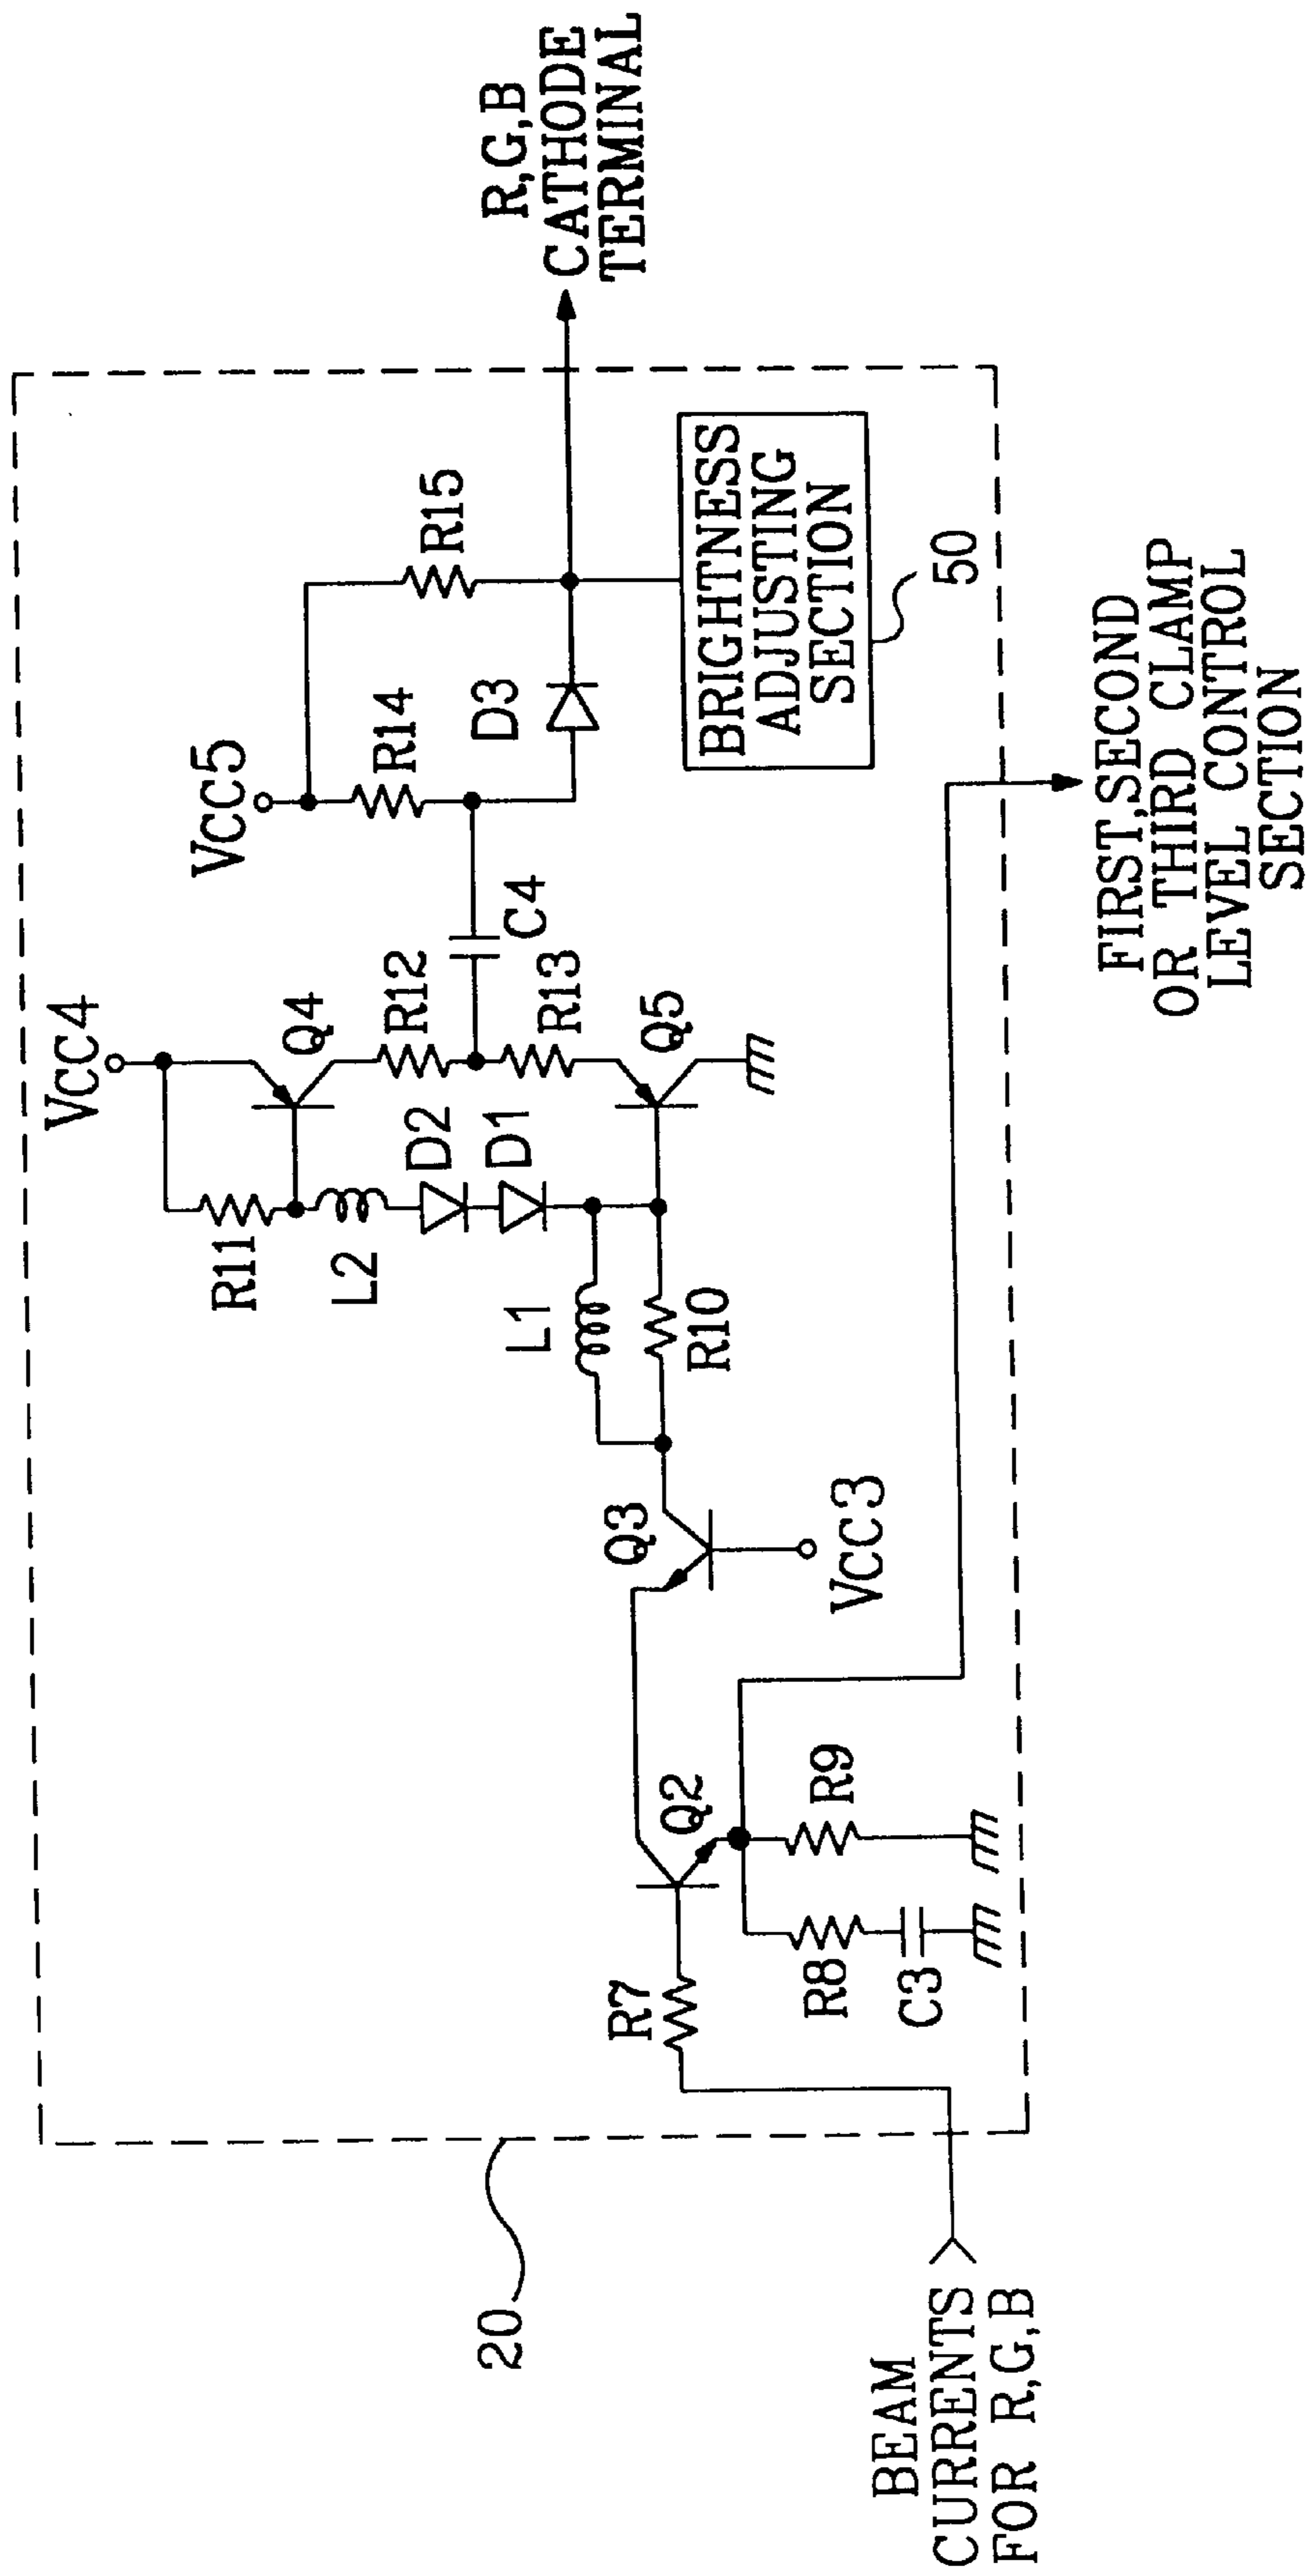 20
BEAM
CURRENTS
FOR R,G,B
R7
R8
C3
R9
Q2
Q3
VCC3
L1
R10
R11
L2
D2
D1
VCC4
Q4
R12
R13
Q5
C4
VCC5
R14
D3
R15
BRIGHTNESS
ADJUSTING
SECTION
50
R,G,B
CATHODE
TERMINAL
FIRST,SECOND
OR THIRD CLAMP
LEVEL CONTROL
SECTION